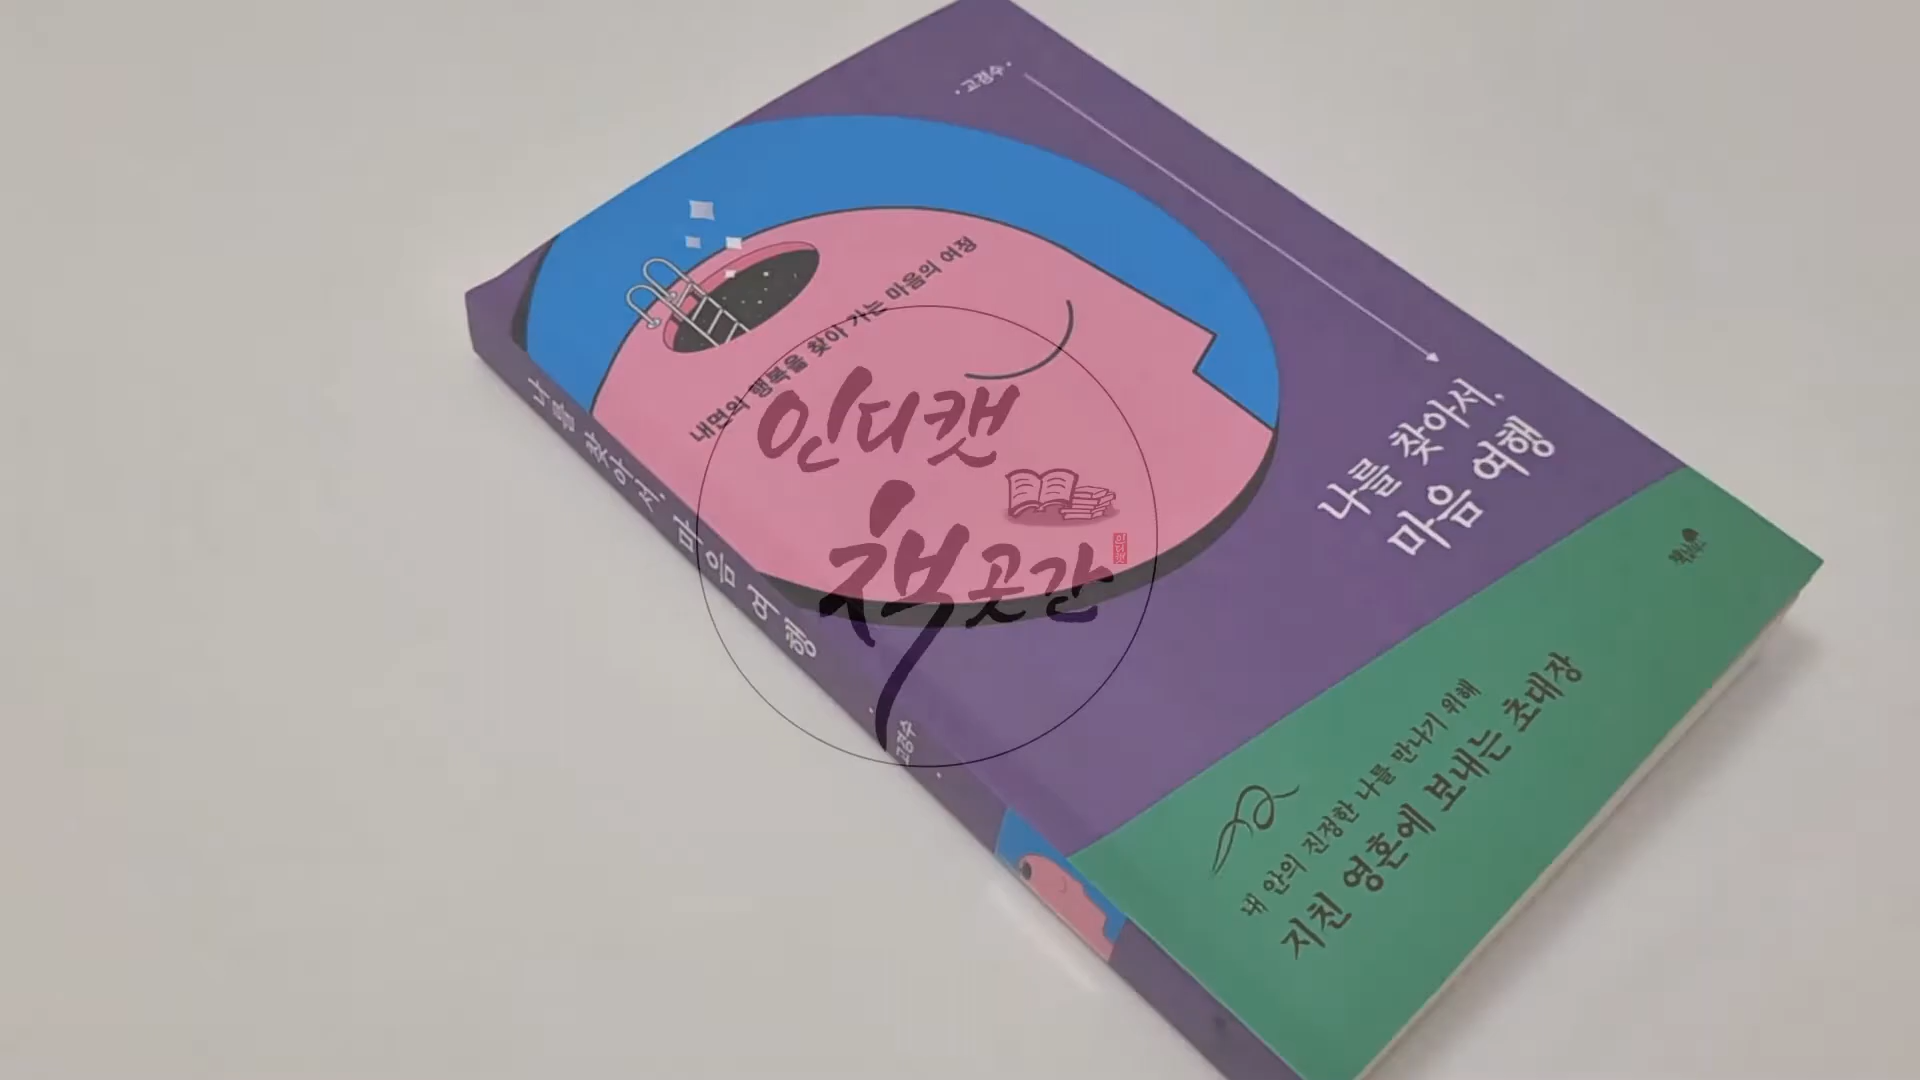 ·고경수·
내면의 행복을 찾아 가는 마음의 여정
나를 찾아서,
마음 여행
내 안의 진정한 나를 만나기 위해
지친 영혼에 보내는 초대장
나를 찾아서, 마음 여행 ·고경수·
인디캣
책곳간
인디캣